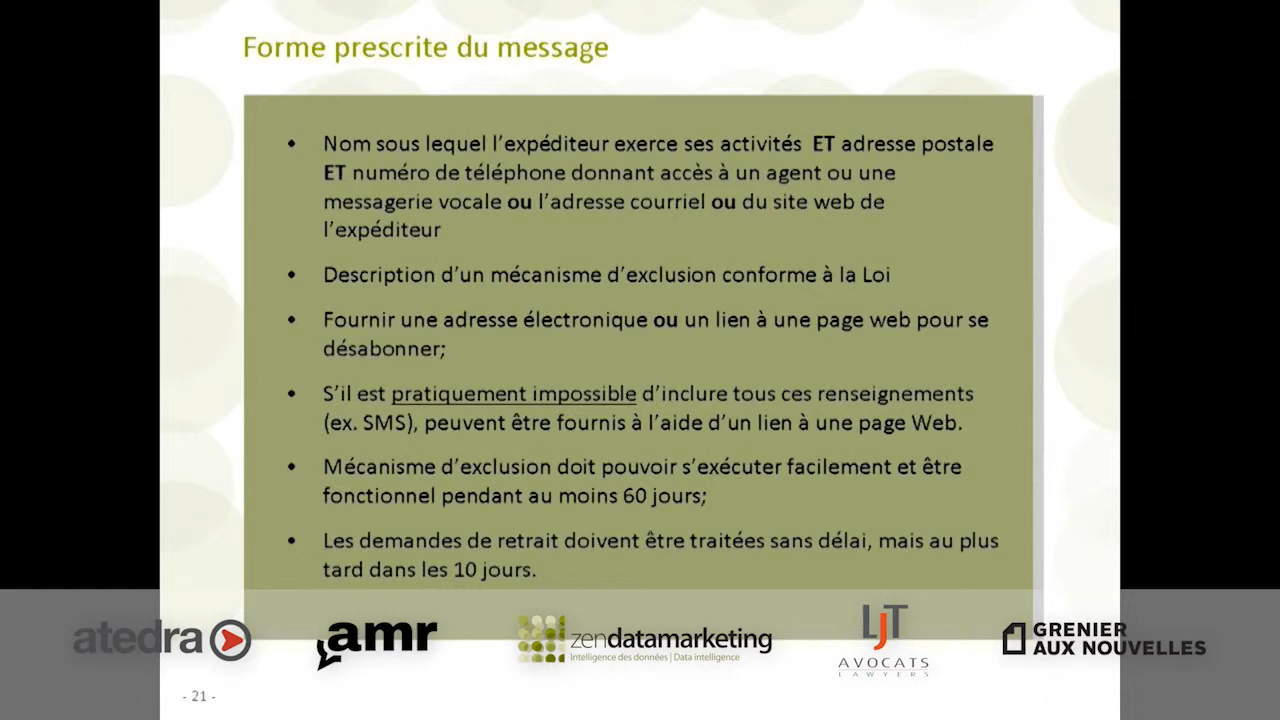 Forme prescrite du message
• Nom sous lequel l'expéditeur exerce ses activités ET adresse postale
ET numéro de téléphone donnant accès à un agent ou une
messagerie vocale ou l'adresse courriel ou du site web de
l'expéditeur
• Description d'un mécanisme d'exclusion conforme à la Loi
• Fournir une adresse électronique ou un lien à une page web pour se
désabonner;
• S'il est pratiquement impossible d'inclure tous ces renseignements
(ex. SMS), peuvent être fournis à l'aide d'un lien à une page Web.
• Mécanisme d'exclusion doit pouvoir s'exécuter facilement et être
fonctionnel pendant au moins 60 jours;
• Les demandes de retrait doivent être traitées sans délai, mais au plus
tard dans les 10 jours.
atedra
amr
zendatamarketing
Intelligence des données | Data intelligence
LJT
AVOCATS
LAWYERS
GRENIER
AUX NOUVELLES
- 21 -